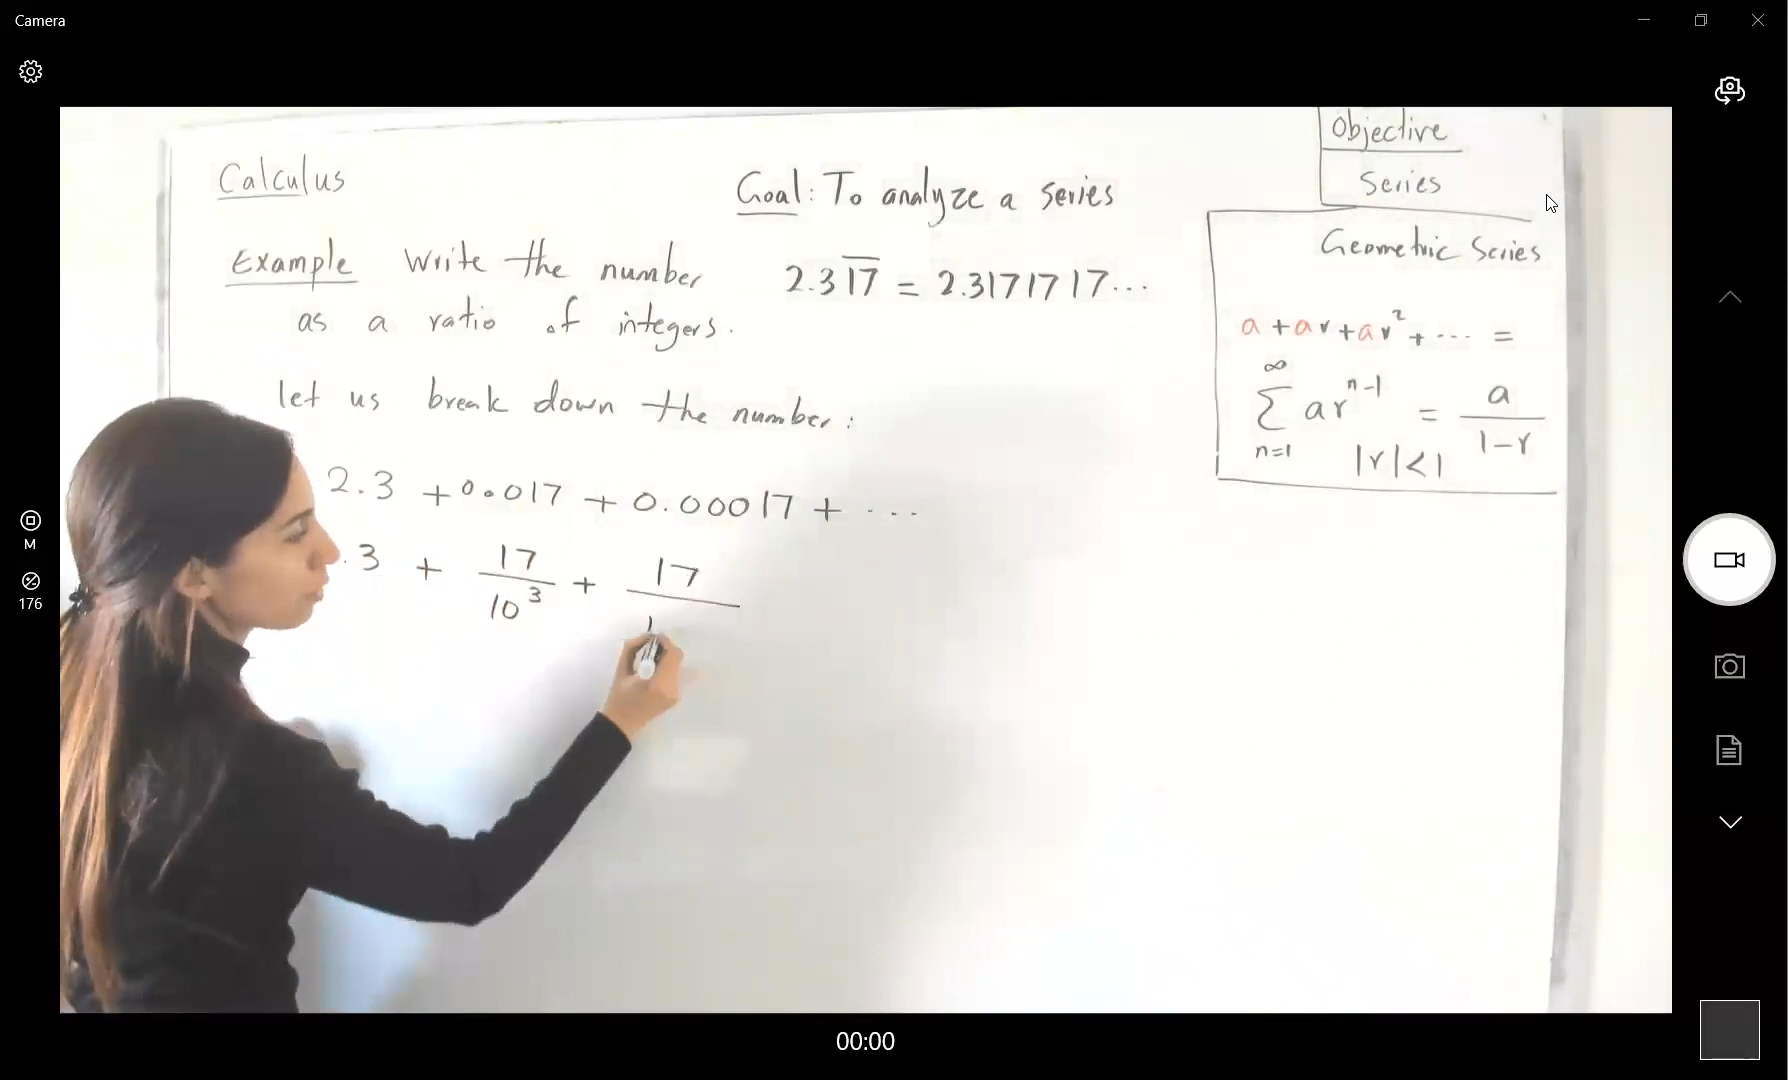 Camera
Objective
Series
Calculus
Goal: To analyze a series
Example Write the number 2.3\overline{17} = 2.3171717...
as a ratio of integers.
Geometric Series
a + ar + ar² + ... =
∞
∑ ar^{n-1} = a/(1-r)
n=1 |r|<1
let us break down the number:
2.3 + 0.017 + 0.00017 + ...
.3 + 17/10³ + 17/1
M
176
00:00